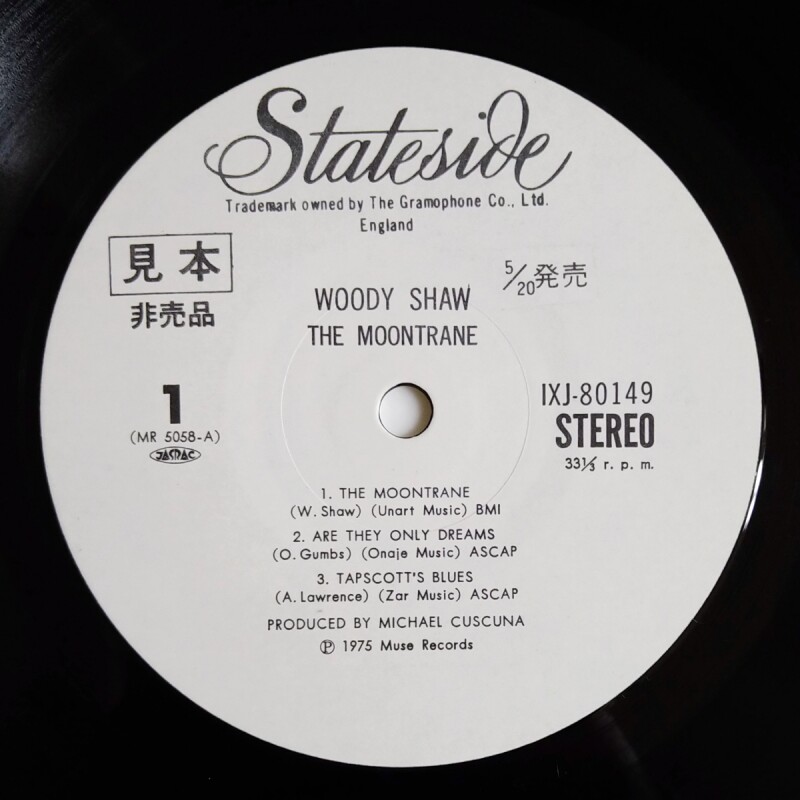 Stateside
Trademark owned by The Gramophone Co., Ltd.
England
見本
非売品
5/20発売
WOODY SHAW
THE MOONTRANE
1
(MR 5058-A)
JASRAC
IXJ-80149
STEREO
33⅓ r. p. m.
1. THE MOONTRANE
(W. Shaw) (Unart Music) BMI
2. ARE THEY ONLY DREAMS
(O. Gumbs) (Onaje Music) ASCAP
3. TAPSCOTT'S BLUES
(A. Lawrence) (Zar Music) ASCAP
PRODUCED BY MICHAEL CUSCUNA
Ⓟ 1975 Muse Records